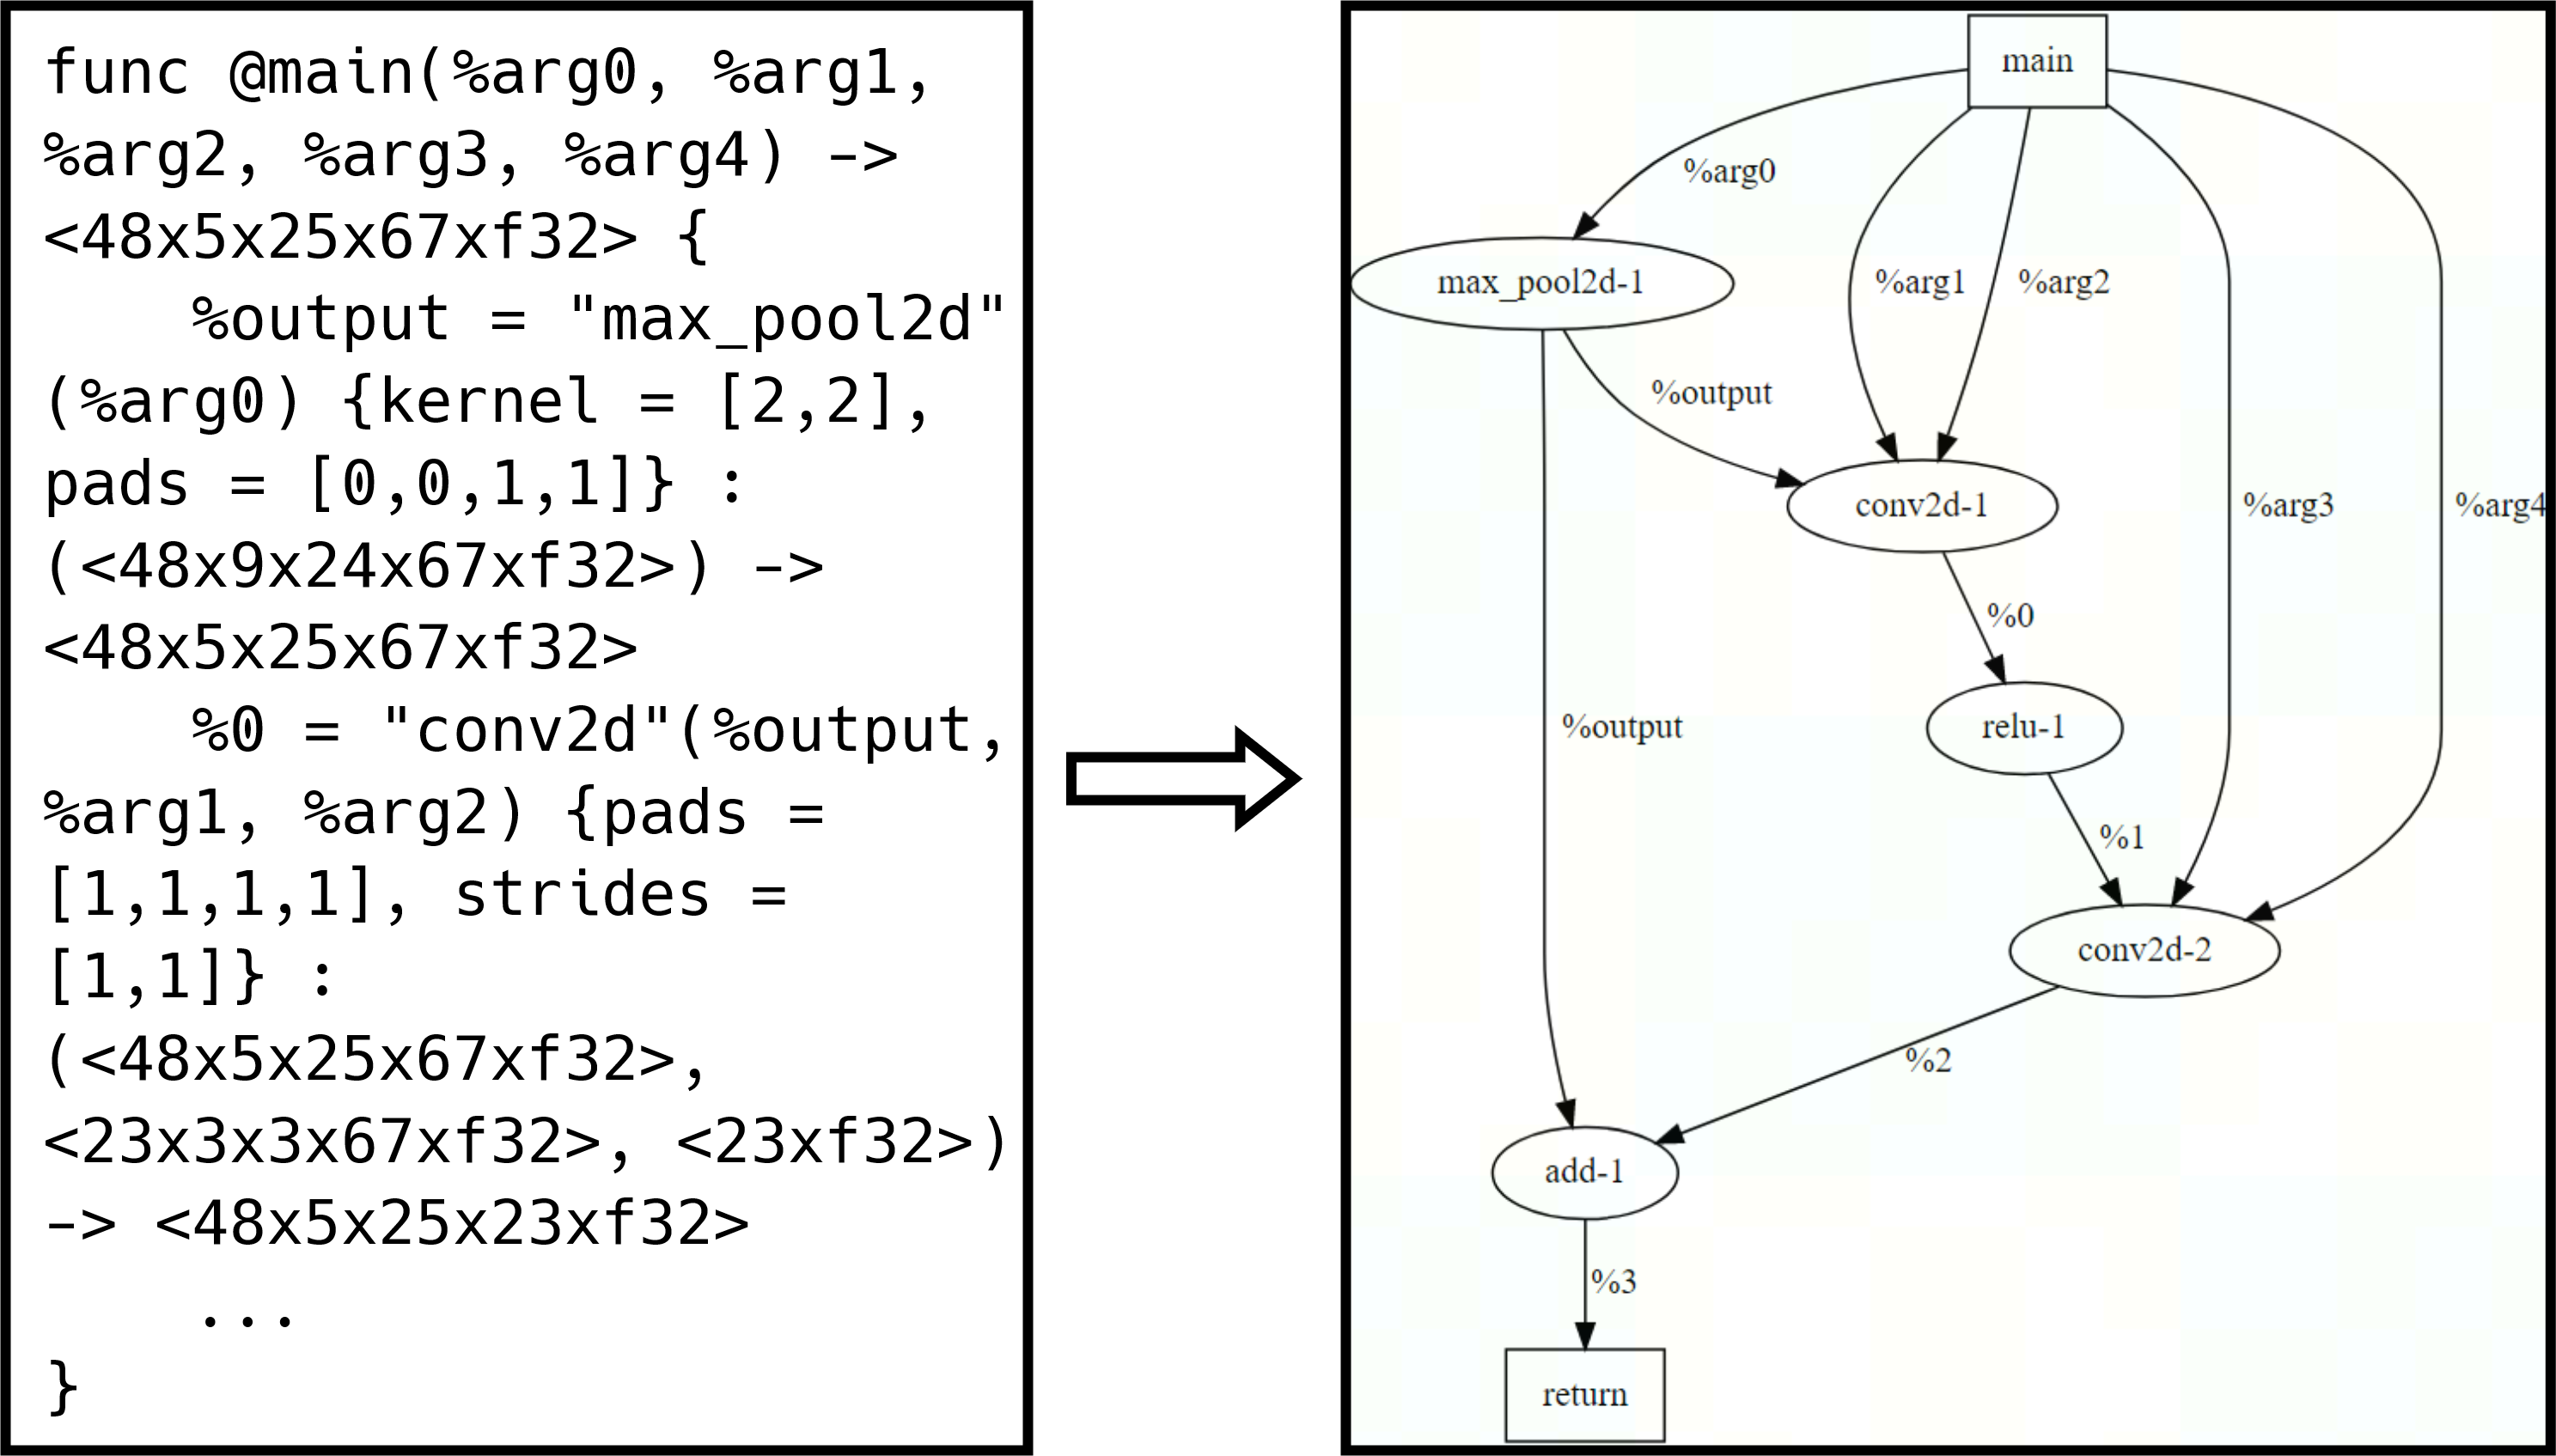 func @main(%arg0, %arg1,
%arg2, %arg3, %arg4) ->
<48x5x25x67xf32> {
%output = "max_pool2d"
(%arg0) {kernel = [2,2],
pads = [0,0,1,1]} :
(<48x9x24x67xf32>) ->
<48x5x25x67xf32>
%0 = "conv2d"(%output,
%arg1, %arg2) {pads =
[1,1,1,1], strides =
[1,1]} :
(<48x5x25x67xf32>,
<23x3x3x67xf32>, <23xf32>)
-> <48x5x25x23xf32>
...
}
main
%arg0
max_pool2d-1
%arg1
%arg2
%output
conv2d-1
%arg3
%arg4
%0
relu-1
%output
%1
conv2d-2
%2
add-1
%3
return